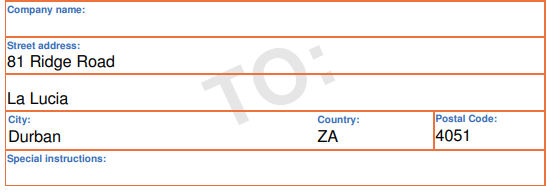 Company name:
Street address:
81 Ridge Road
TO:
La Lucia
City: Country: Postal Code:
Durban ZA 4051
Special instructions: